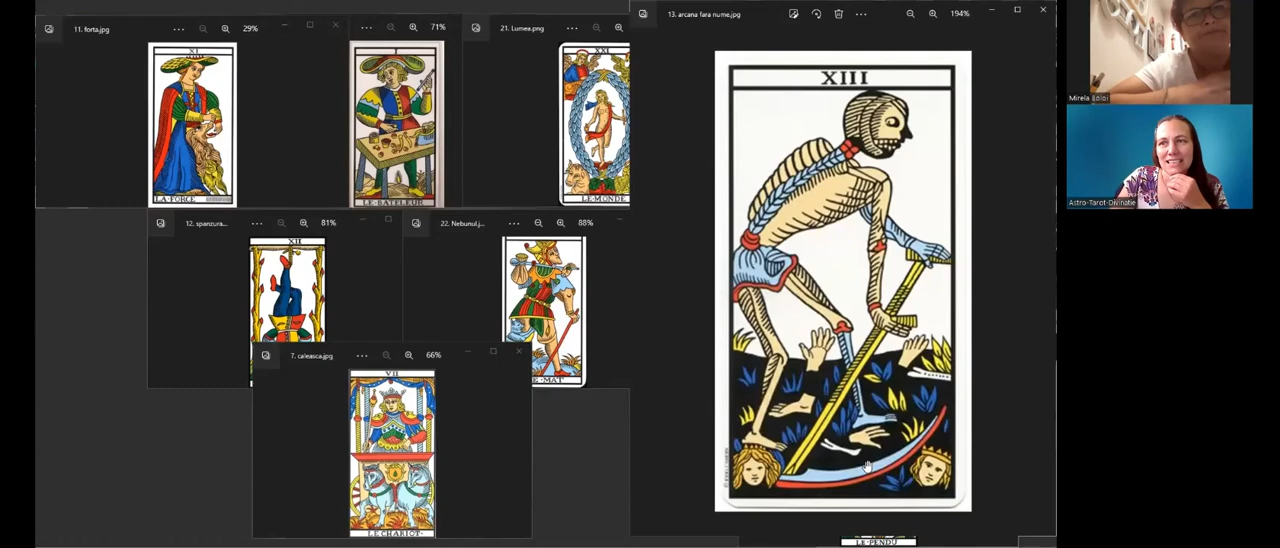 11. forta.jpg
29%
71%
21. Lumea.png
13. arcana fara nume.jpg
194%
XI
LA·FORCE
I
LE·BATELEUR
XXI
LE·MONDE
XIII
Mirela
Astro-Tarot-Divinatie
12. spanzura...
81%
22. Nebunul.j...
88%
XII
E·MAT
7. caleasca.jpg
66%
VII
LE·CHARIOT·
LE·PENDU